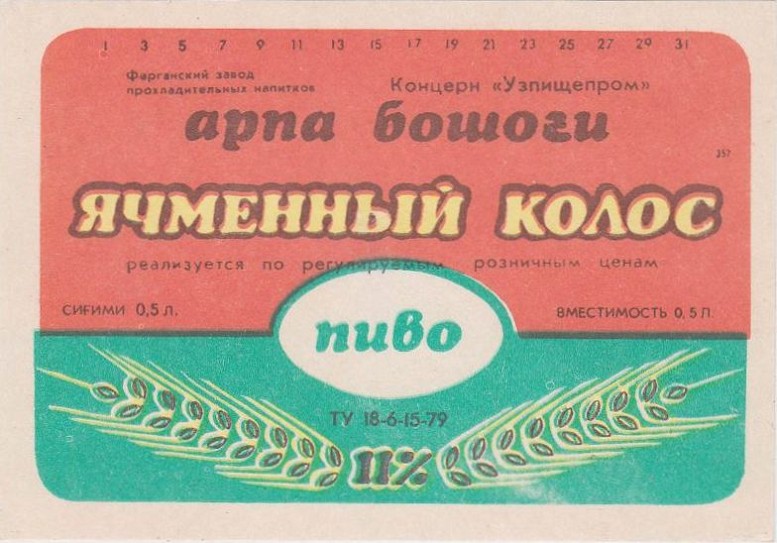 1 3 5 7 9 11 13 15 17 19 21 23 25 27 29 31
Фарганский завод
прохладительных напитков
Концерн «Узпищепром»
арпа бошоги
357
ЯЧМЕННЫЙ КОЛОС
реализуется по регулируемым розничным ценам
СИҒИМИ 0,5 л.
ВМЕСТИМОСТЬ 0,5 Л.
пиво
ТУ 18-6-15-79
11%